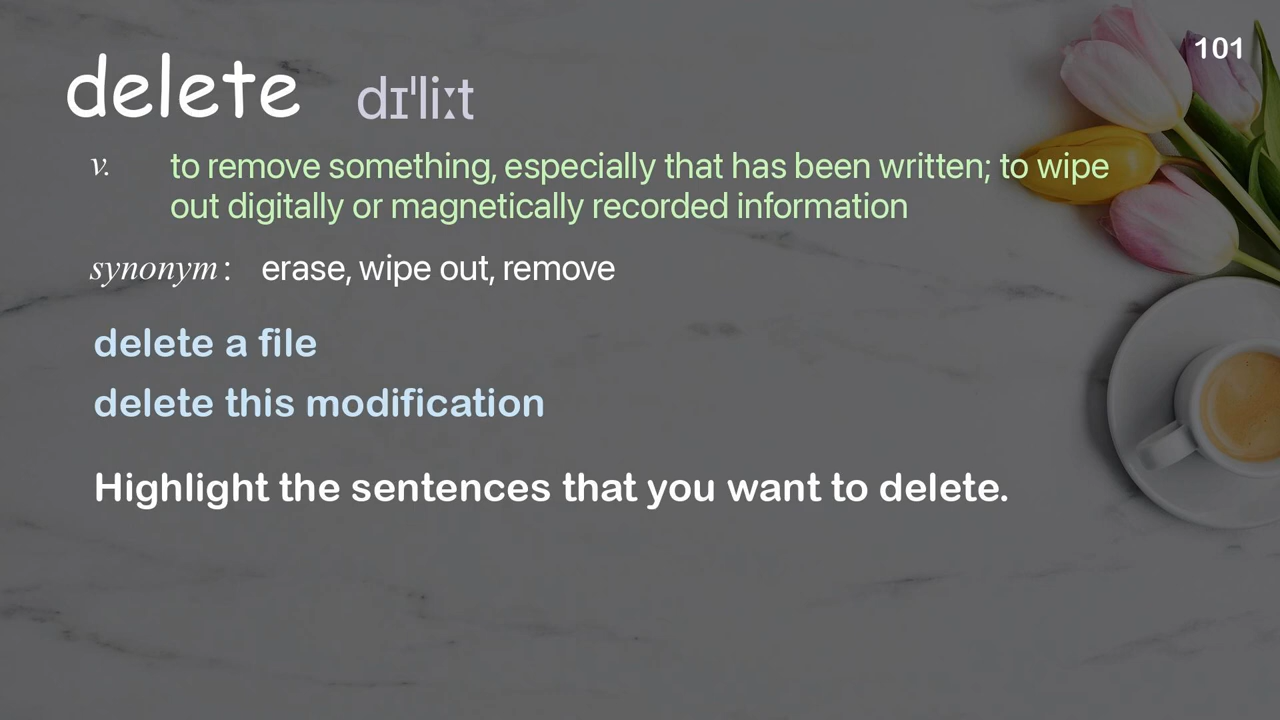 101
delete dɪˈliːt
v. to remove something, especially that has been written; to wipe
out digitally or magnetically recorded information
synonym : erase, wipe out, remove
delete a file
delete this modification
Highlight the sentences that you want to delete.